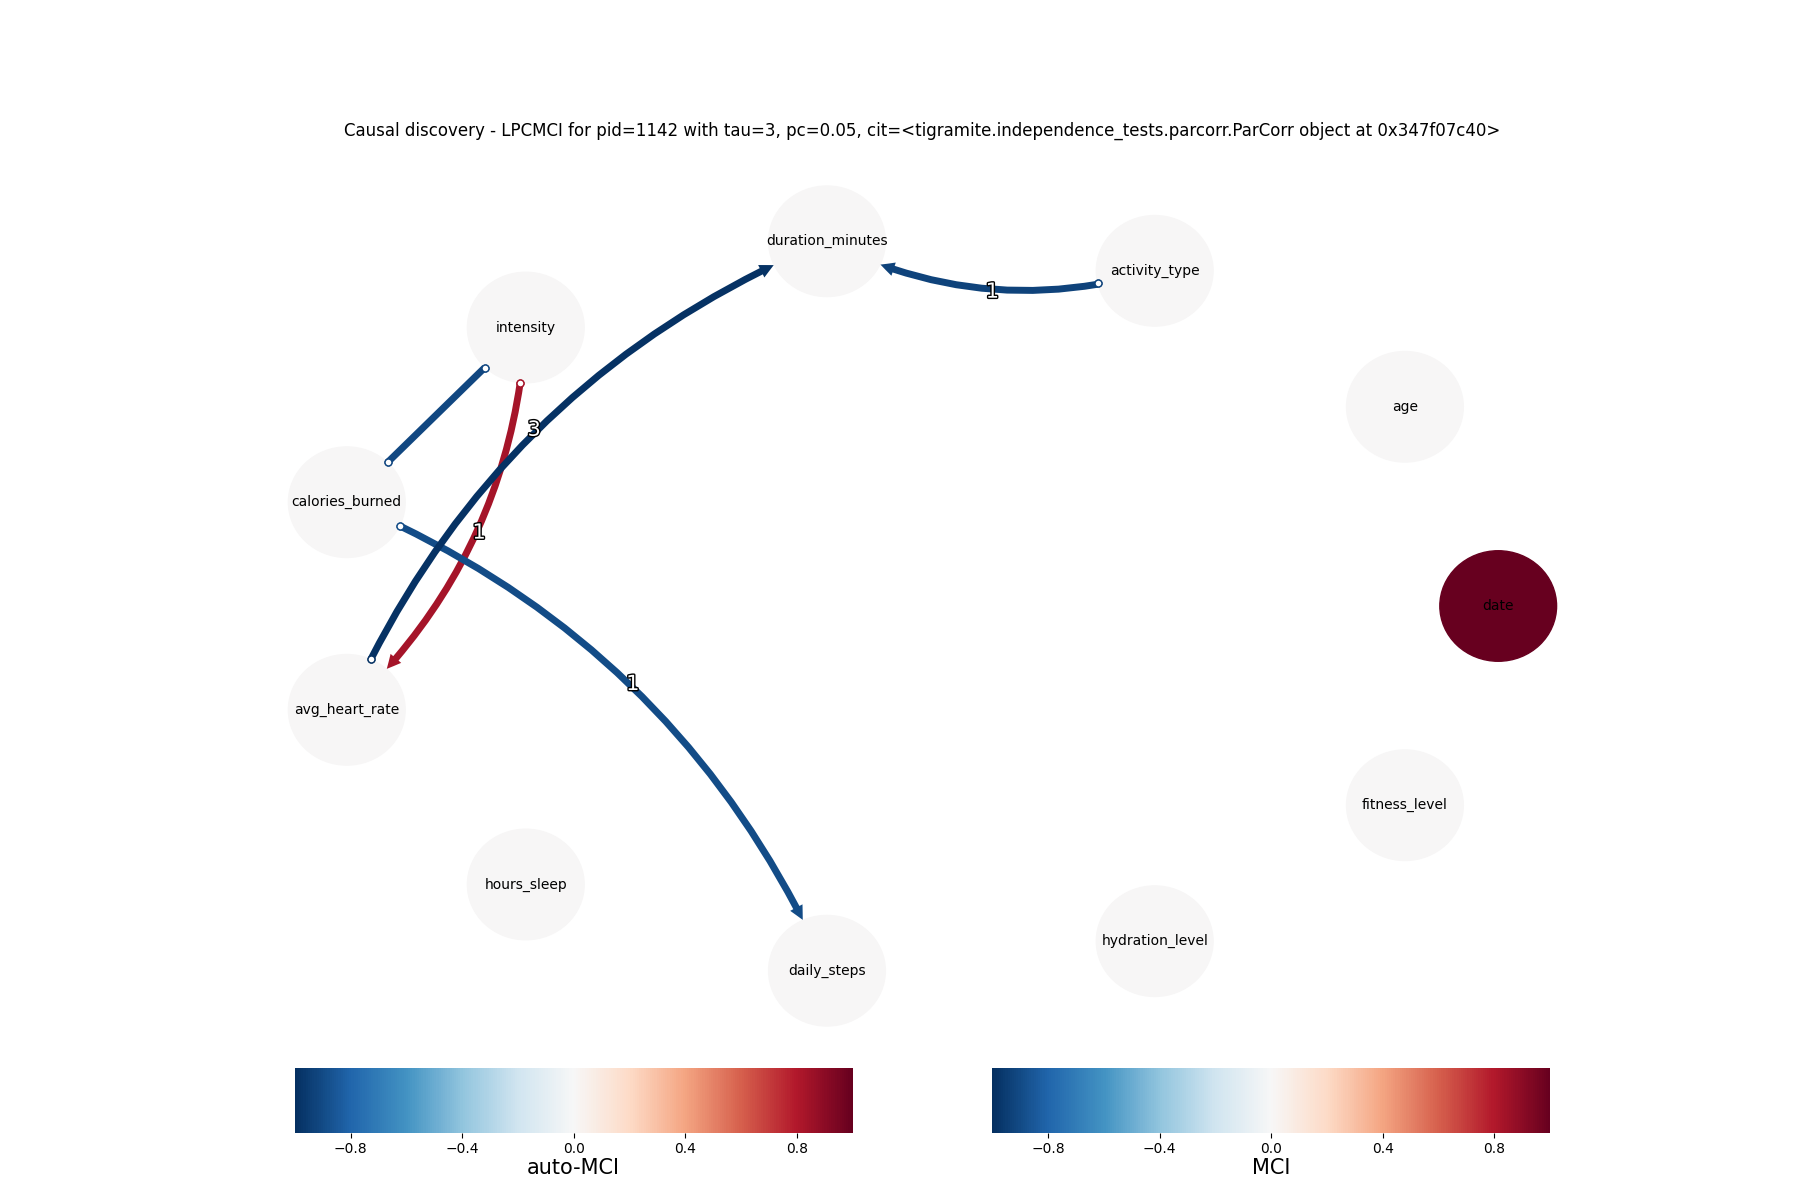 Causal discovery - LPCMCI for pid=1142 with tau=3, pc=0.05, cit=<tigramite.independence_tests.parcorr.ParCorr object at 0x347f07c40>
duration_minutes
activity_type
1
intensity
age
3
calories_burned
1
date
1
avg_heart_rate
fitness_level
hours_sleep
hydration_level
daily_steps
−0.8 −0.4 0.0 0.4 0.8
auto-MCI
−0.8 −0.4 0.0 0.4 0.8
MCI